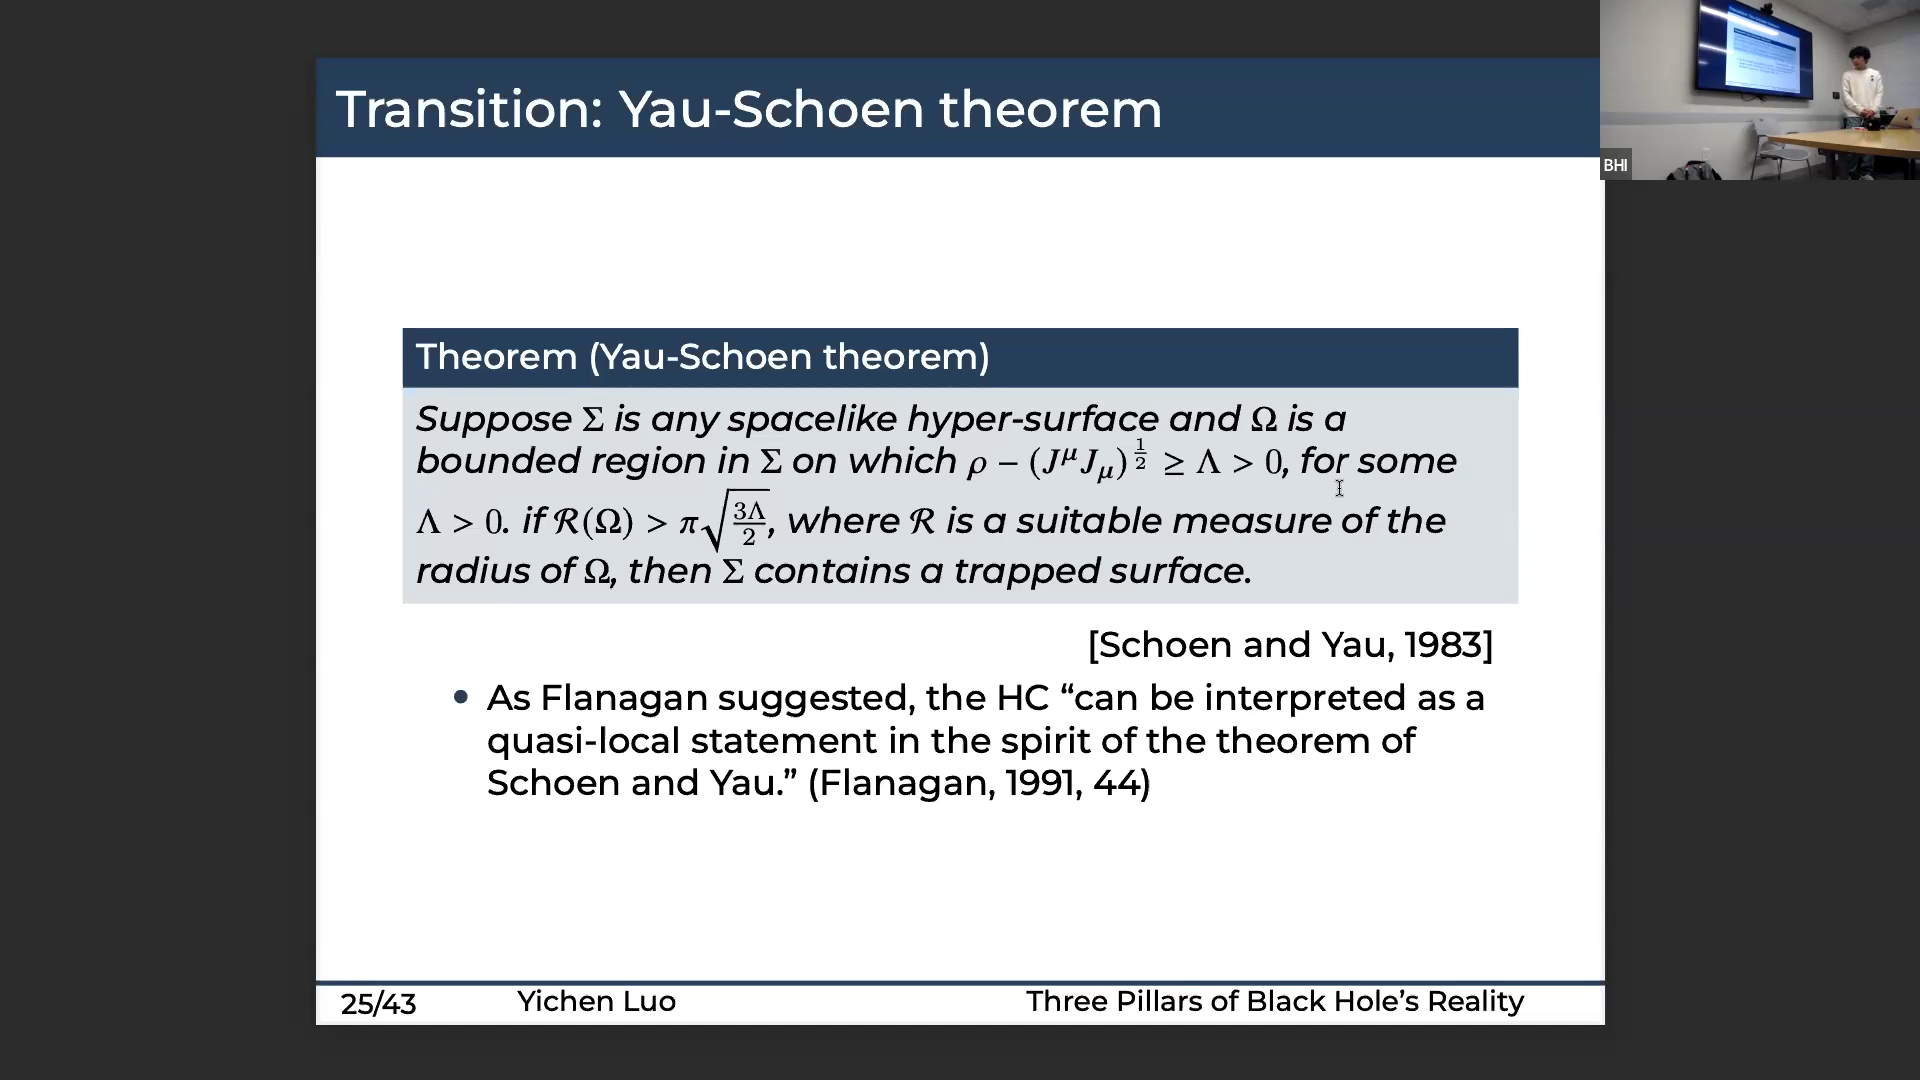 Transition: Yau-Schoen theorem
BHI
Theorem (Yau-Schoen theorem)
Suppose Σ is any spacelike hyper-surface and Ω is a
bounded region in Σ on which ρ − (J^μ J_μ)^{1/2} ≥ Λ > 0, for some
Λ > 0. if ℛ(Ω) > π√(3Λ/2), where ℛ is a suitable measure of the
radius of Ω, then Σ contains a trapped surface.
[Schoen and Yau, 1983]
• As Flanagan suggested, the HC “can be interpreted as a
quasi-local statement in the spirit of the theorem of
Schoen and Yau.” (Flanagan, 1991, 44)
25/43 Yichen Luo Three Pillars of Black Hole’s Reality